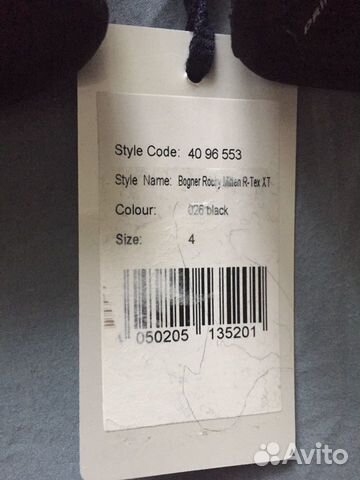 Style Code: 40 96 553
Style Name: Bogner Rocky Mitten R-Tex XT
Colour: 026 black
Size: 4
050205 135201
Avito